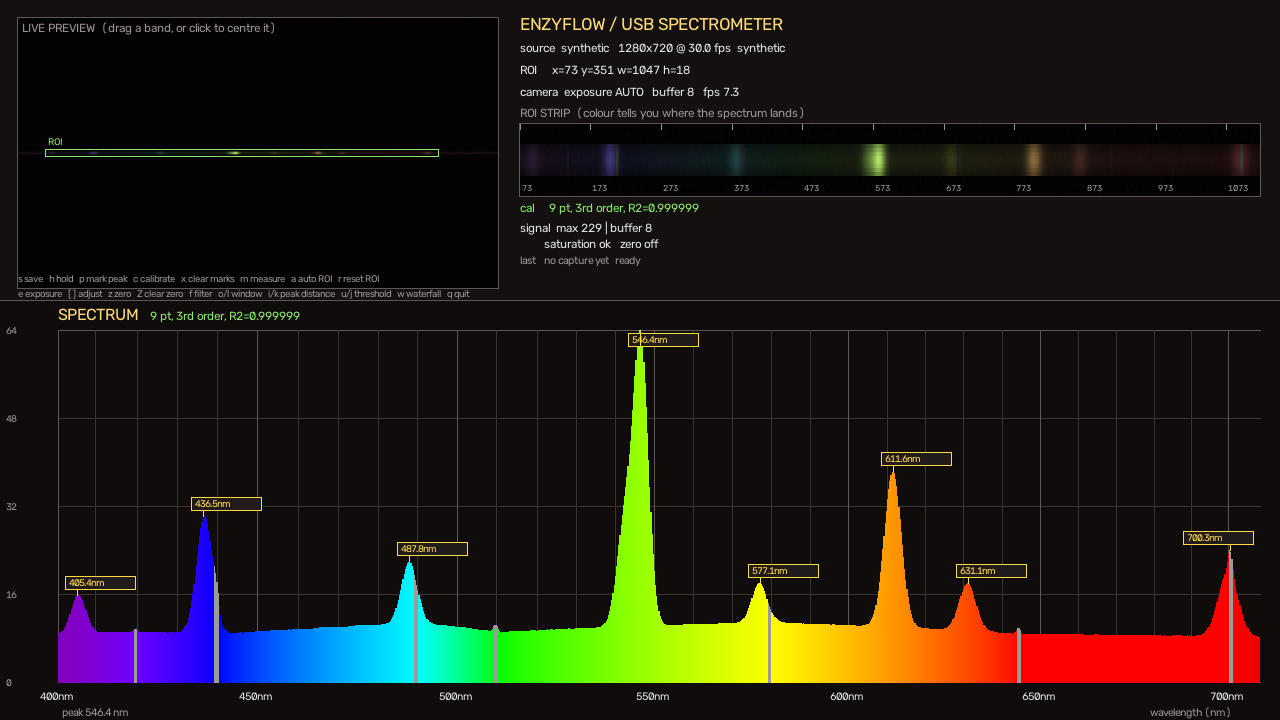 LIVE PREVIEW (drag a band, or click to centre it)
ROI
s save h hold p mark peak c calibrate x clear marks m measure a auto ROI r reset ROI
e exposure [ ] adjust z zero Z clear zero f filter o/l window i/k peak distance u/j threshold w waterfall q quit
ENZYFLOW / USB SPECTROMETER
source synthetic 1280x720 @ 30.0 fps synthetic
ROI x=73 y=351 w=1047 h=18
camera exposure AUTO buffer 8 fps 7.3
ROI STRIP (colour tells you where the spectrum lands)
73 173 273 373 473 573 673 773 873 973 1073
cal 9 pt, 3rd order, R2=0.999999
signal max 229 | buffer 8
saturation ok zero off
last no capture yet ready
SPECTRUM 9 pt, 3rd order, R2=0.999999
64
546.4nm
48
611.6nm
32
436.5nm
700.3nm
487.8nm
577.1nm
631.1nm
405.4nm
16
0
400nm 450nm 500nm 550nm 600nm 650nm 700nm
peak 546.4 nm
wavelength (nm)